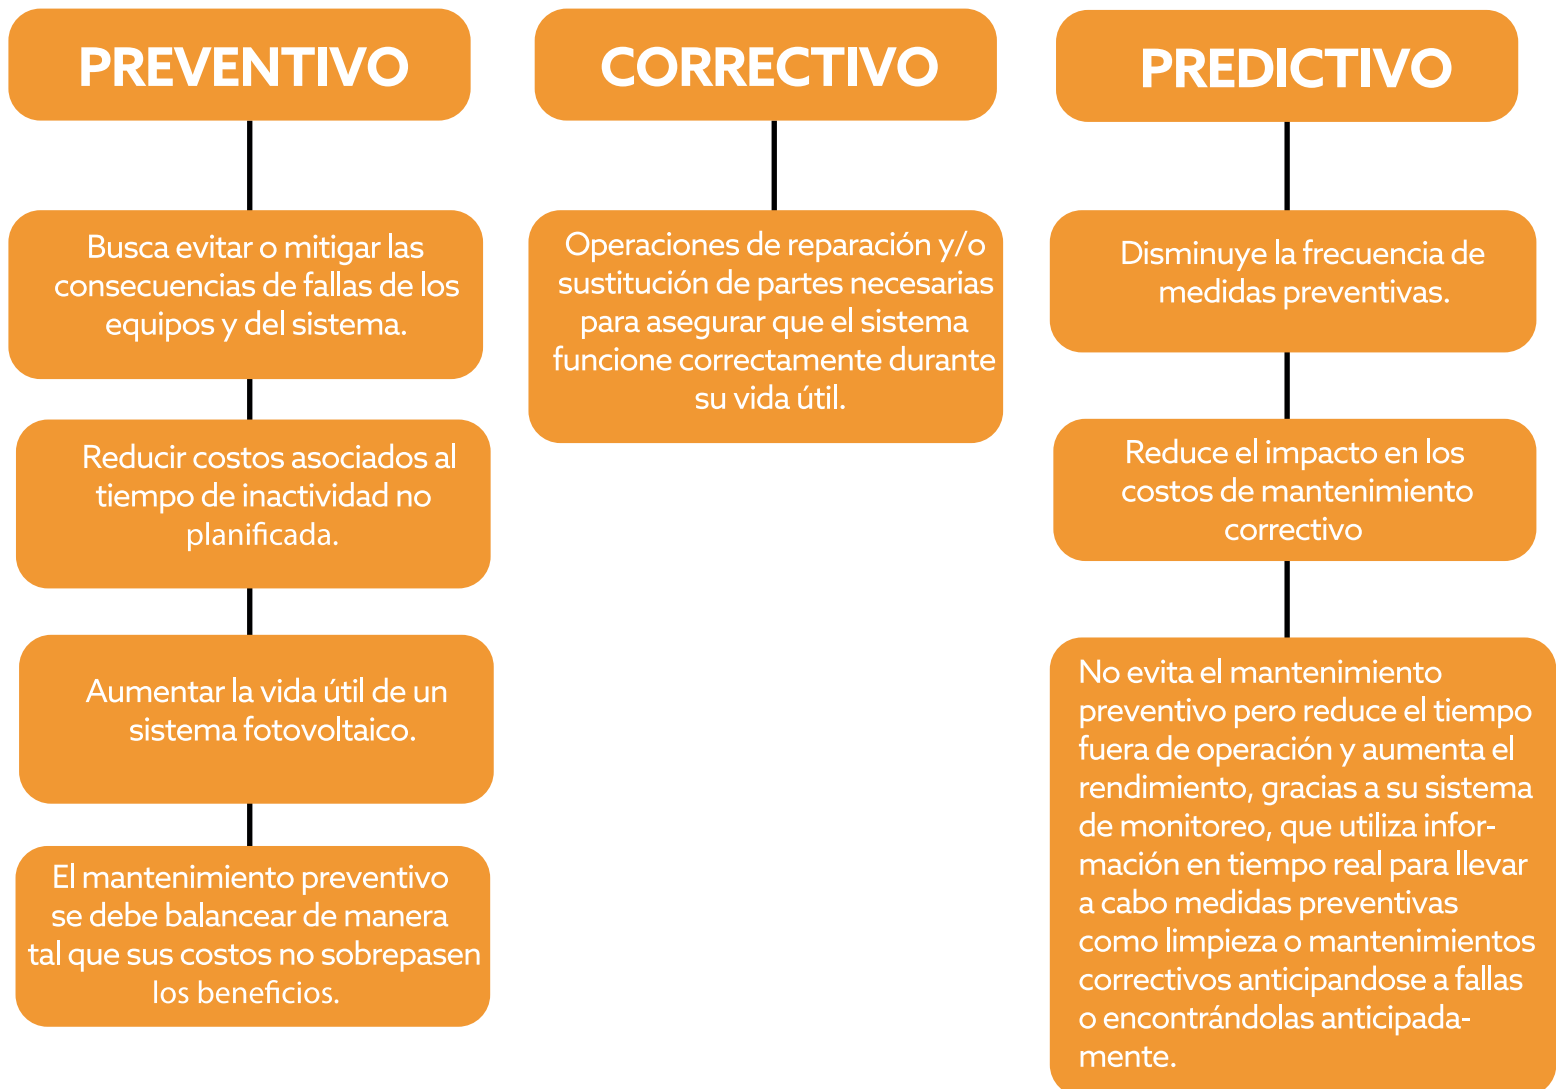 PREVENTIVO
Busca evitar o mitigar las
consecuencias de fallas de los
equipos y del sistema.
Reducir costos asociados al
tiempo de inactividad no
planificada.
Aumentar la vida útil de un
sistema fotovoltaico.
El mantenimiento preventivo
se debe balancear de manera
tal que sus costos no sobrepasen
los beneficios.
CORRECTIVO
Operaciones de reparación y/o
sustitución de partes necesarias
para asegurar que el sistema
funcione correctamente durante
su vida útil.
PREDICTIVO
Disminuye la frecuencia de
medidas preventivas.
Reduce el impacto en los
costos de mantenimiento
correctivo
No evita el mantenimiento
preventivo pero reduce el tiempo
fuera de operación y aumenta el
rendimiento, gracias a su sistema
de monitoreo, que utiliza infor-
mación en tiempo real para llevar
a cabo medidas preventivas
como limpieza o mantenimientos
correctivos anticipandose a fallas
o encontrándolas anticipada-
mente.